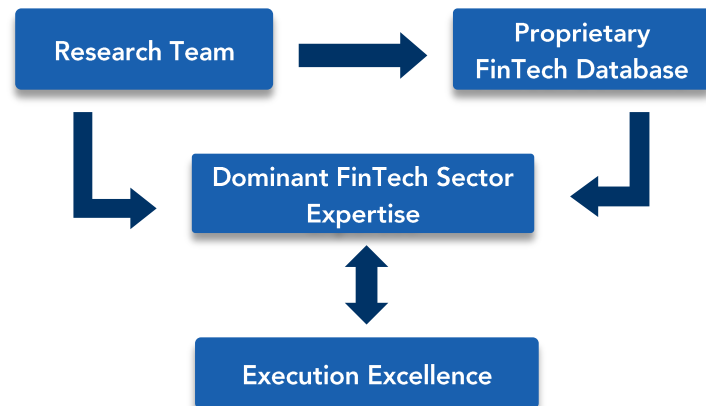 Research Team
Proprietary
FinTech Database
Dominant FinTech Sector
Expertise
Execution Excellence